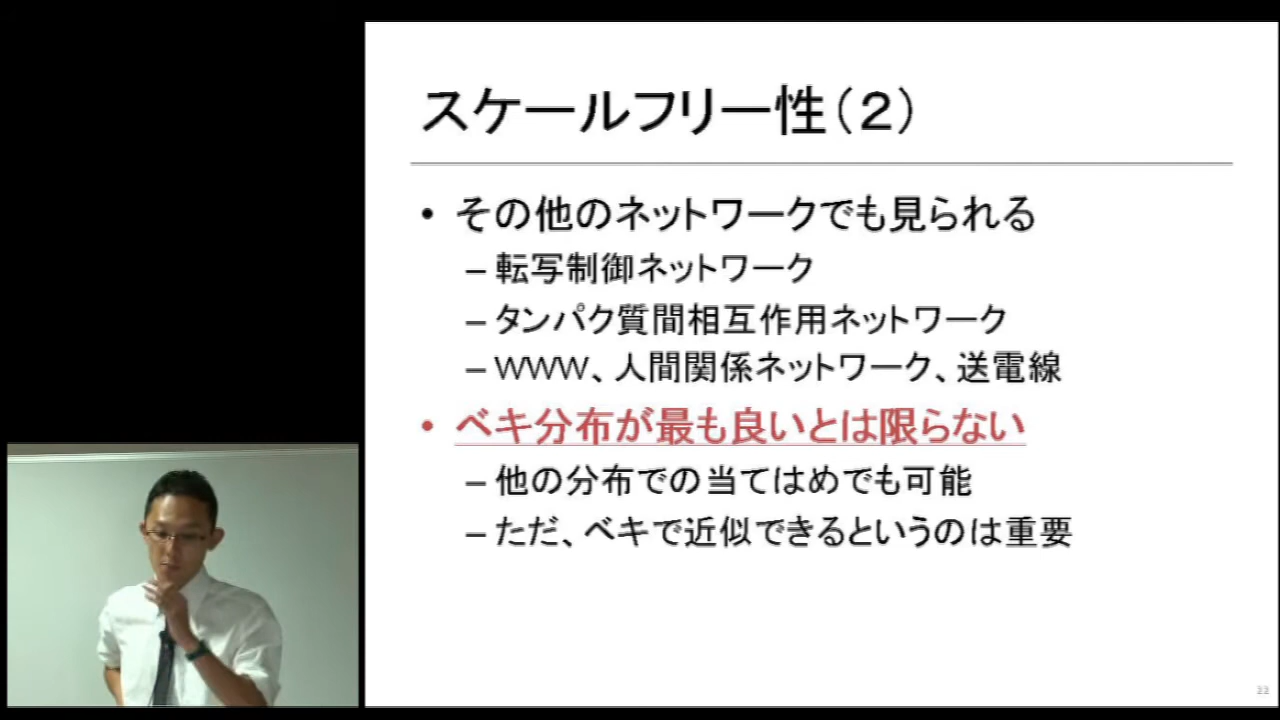 スケールフリー性（２）
• その他のネットワークでも見られる
– 転写制御ネットワーク
– タンパク質間相互作用ネットワーク
– WWW、人間関係ネットワーク、送電線
• ベキ分布が最も良いとは限らない
– 他の分布での当てはめでも可能
– ただ、ベキで近似できるというのは重要
22